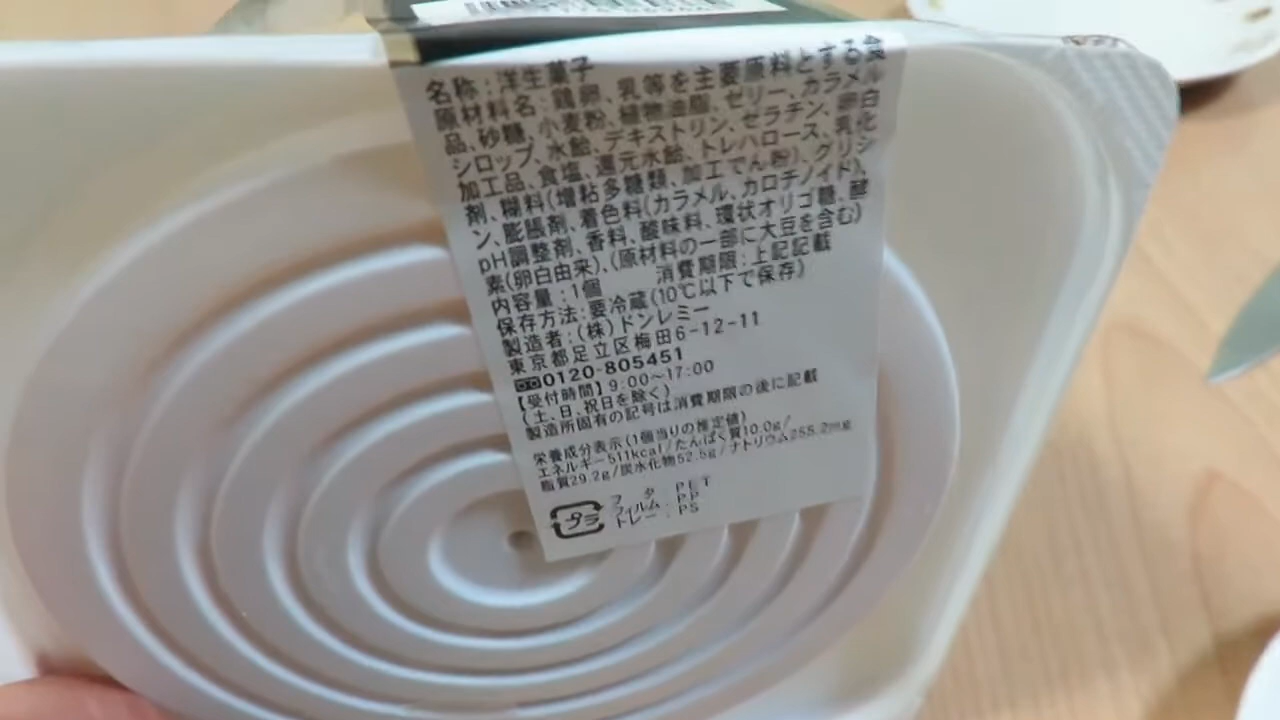 名称:洋生菓子
原材料名:鶏卵、乳等を主要原料とする食
品、砂糖、小麦粉、植物油脂、ゼリー、カラメル
シロップ、水飴、デキストリン、ゼラチン、卵白
加工品、食塩、還元水飴、トレハロース、乳化
剤、糊料(増粘多糖類、加工でん粉)、グリシ
ン、膨脹剤、着色料(カラメル、カロチノイド)、
pH調整剤、香料、酸味料、環状オリゴ糖、酵
素(卵白由来)、(原材料の一部に大豆を含む)
内容量:1個 消費期限:上記記載
保存方法:要冷蔵(10℃以下で保存)
製造者:(株)ドンレミー
東京都足立区梅田6-12-11
0120-805451
【受付時間】9:00~17:00
(土、日、祝日を除く)
製造所固有の記号は消費期限の後に記載
栄養成分表示(1個当りの推定値)
エネルギー511kcal/たんぱく質10.0g/
脂質29.2g/炭水化物52.5g/ナトリウム255.2mg
プラ
フタ:PET
フィルム:PP
トレー:PS